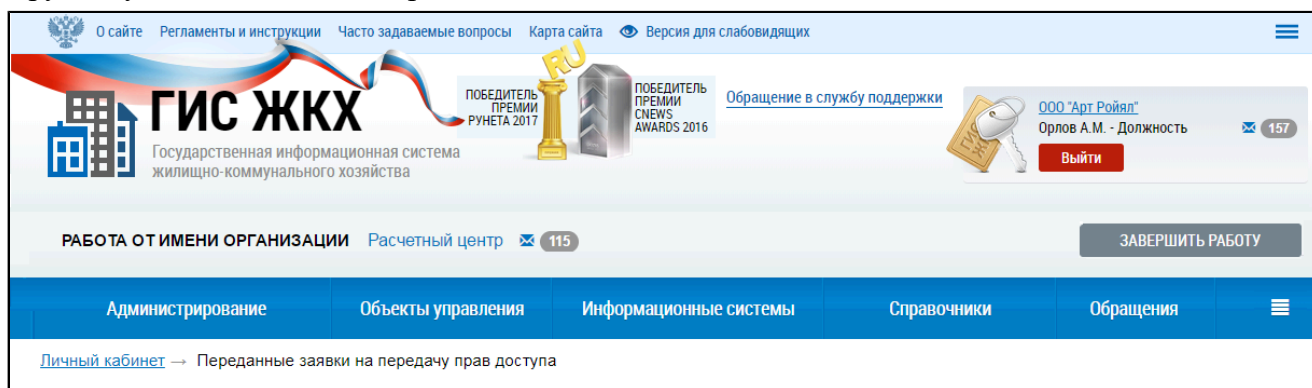 О сайте Регламенты и инструкции Часто задаваемые вопросы Карта сайта Версия для слабовидящих
ГИС ЖКХ
Государственная информационная система
жилищно-коммунального хозяйства
ПОБЕДИТЕЛЬ
ПРЕМИИ
РУНЕТА 2017
RU
ПОБЕДИТЕЛЬ
ПРЕМИИ
CNEWS
AWARDS 2016
Обращение в службу поддержки
ООО "Арт Ройял"
Орлов А.М. - Должность 157
Выйти
РАБОТА ОТ ИМЕНИ ОРГАНИЗАЦИИ Расчетный центр 115
ЗАВЕРШИТЬ РАБОТУ
Администрирование Объекты управления Информационные системы Справочники Обращения
Личный кабинет → Переданные заявки на передачу прав доступа